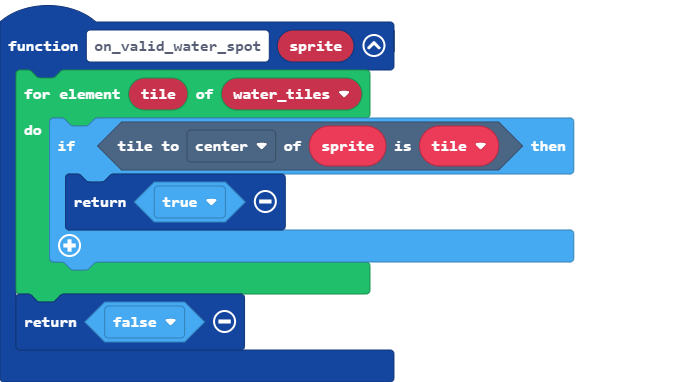 function on_valid_water_spot sprite
for element tile of water_tiles
do
if tile to center of sprite is tile then
return true
return false